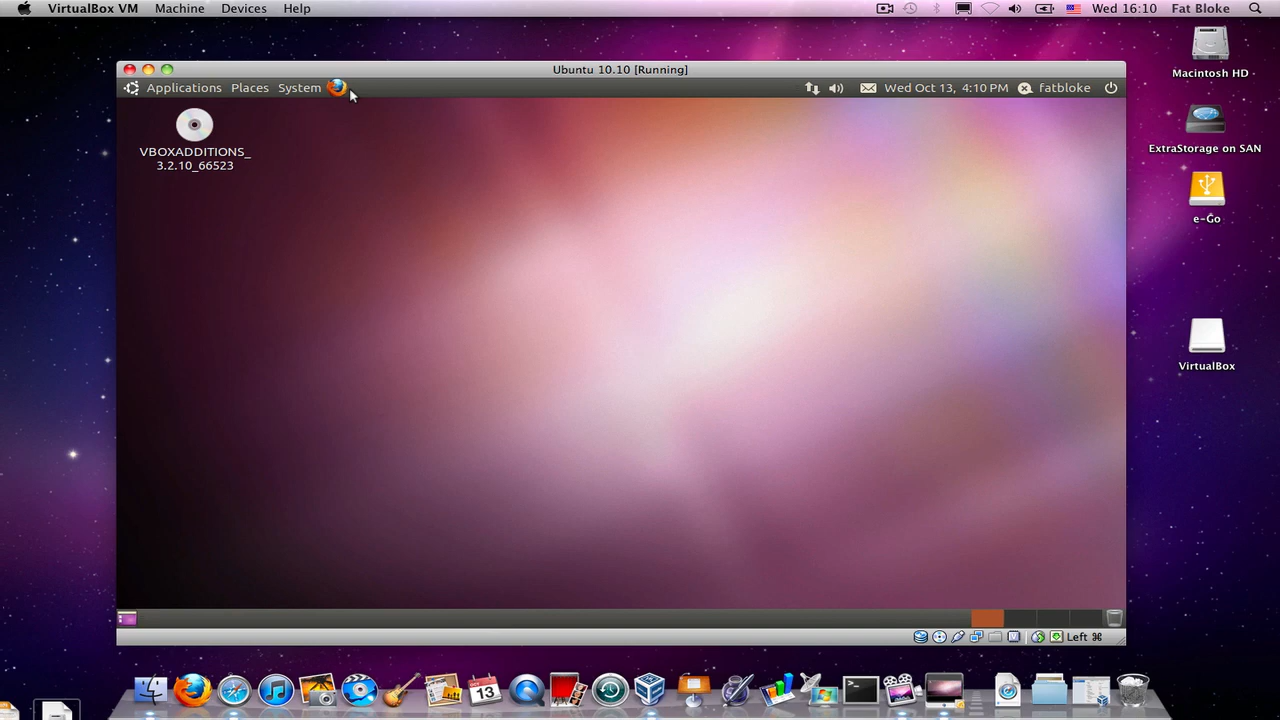 VirtualBox VM Machine Devices Help
Wed 16:10 Fat Bloke
Ubuntu 10.10 [Running]
Applications Places System
Wed Oct 13, 4:10 PM fatbloke
VBOXADDITIONS_
3.2.10_66523
Macintosh HD
ExtraStorage on SAN
e-Go
VirtualBox
Left ⌘
13